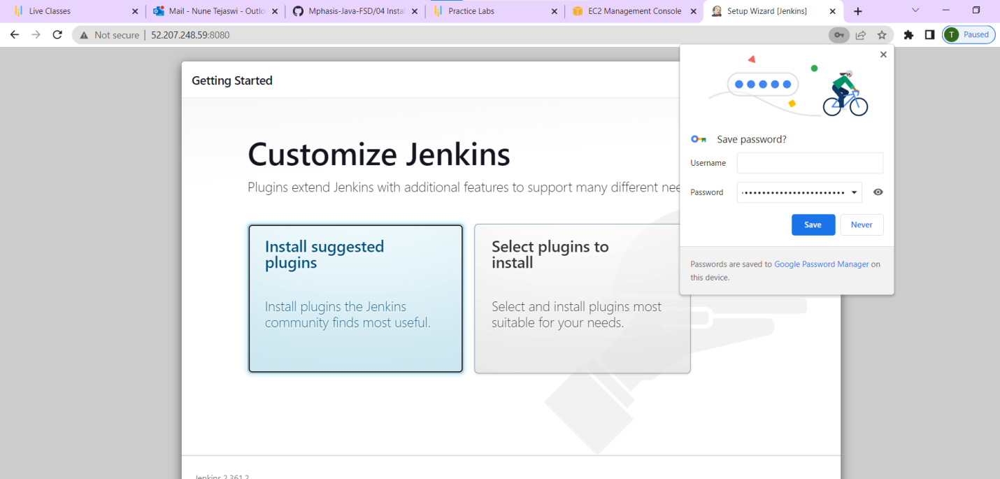 Live Classes
Mail - Nune Tejaswi - Outlo
Mphasis-Java-FSD/04 Instal
Practice Labs
EC2 Management Console
Setup Wizard [Jenkins]
Not secure
52.207.248.59:8080
T
Paused
Getting Started
Customize Jenkins
Plugins extend Jenkins with additional features to support many different nee
Install suggested
plugins
Install plugins the Jenkins
community finds most useful.
Select plugins to
install
Select and install plugins most
suitable for your needs.
Save password?
Username
Password
Save
Never
Passwords are saved to Google Password Manager on
this device.
Jenkins 2.361.2